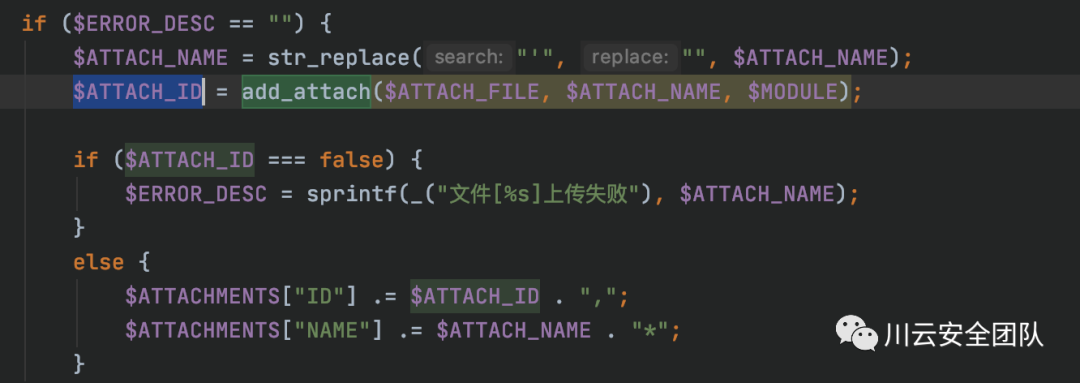 if ($ERROR_DESC == "") {
$ATTACH_NAME = str_replace( search: "'", replace: "", $ATTACH_NAME);
$ATTACH_ID = add_attach($ATTACH_FILE, $ATTACH_NAME, $MODULE);
if ($ATTACH_ID === false) {
$ERROR_DESC = sprintf(_("文件[%s]上传失败"), $ATTACH_NAME);
}
else {
$ATTACHMENTS["ID"] .= $ATTACH_ID . ",";
$ATTACHMENTS["NAME"] .= $ATTACH_NAME . "*";
}
川云安全团队